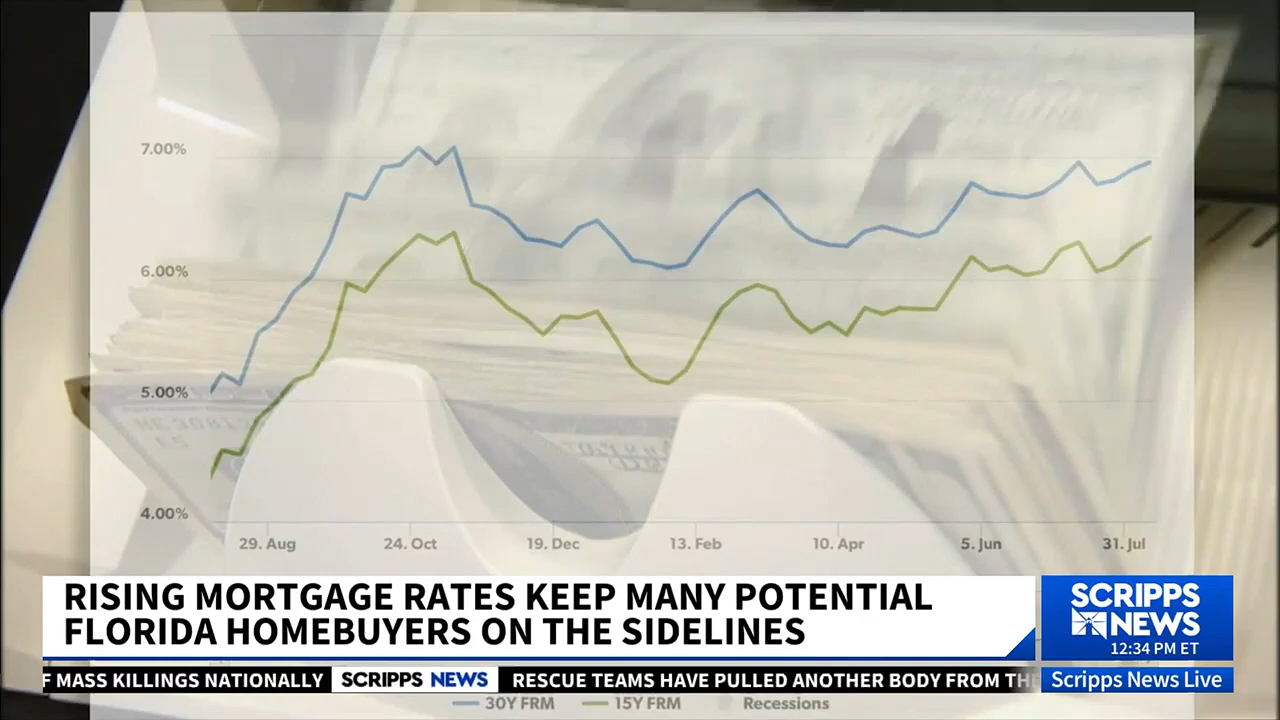 7.00%
6.00%
5.00%
4.00%
29. Aug 24. Oct 19. Dec 13. Feb 10. Apr 5. Jun 31. Jul
RISING MORTGAGE RATES KEEP MANY POTENTIAL
FLORIDA HOMEBUYERS ON THE SIDELINES
SCRIPPS
NEWS
12:34 PM ET
F MASS KILLINGS NATIONALLY SCRIPPS NEWS RESCUE TEAMS HAVE PULLED ANOTHER BODY FROM THE
Scripps News Live
30Y FRM 15Y FRM Recessions